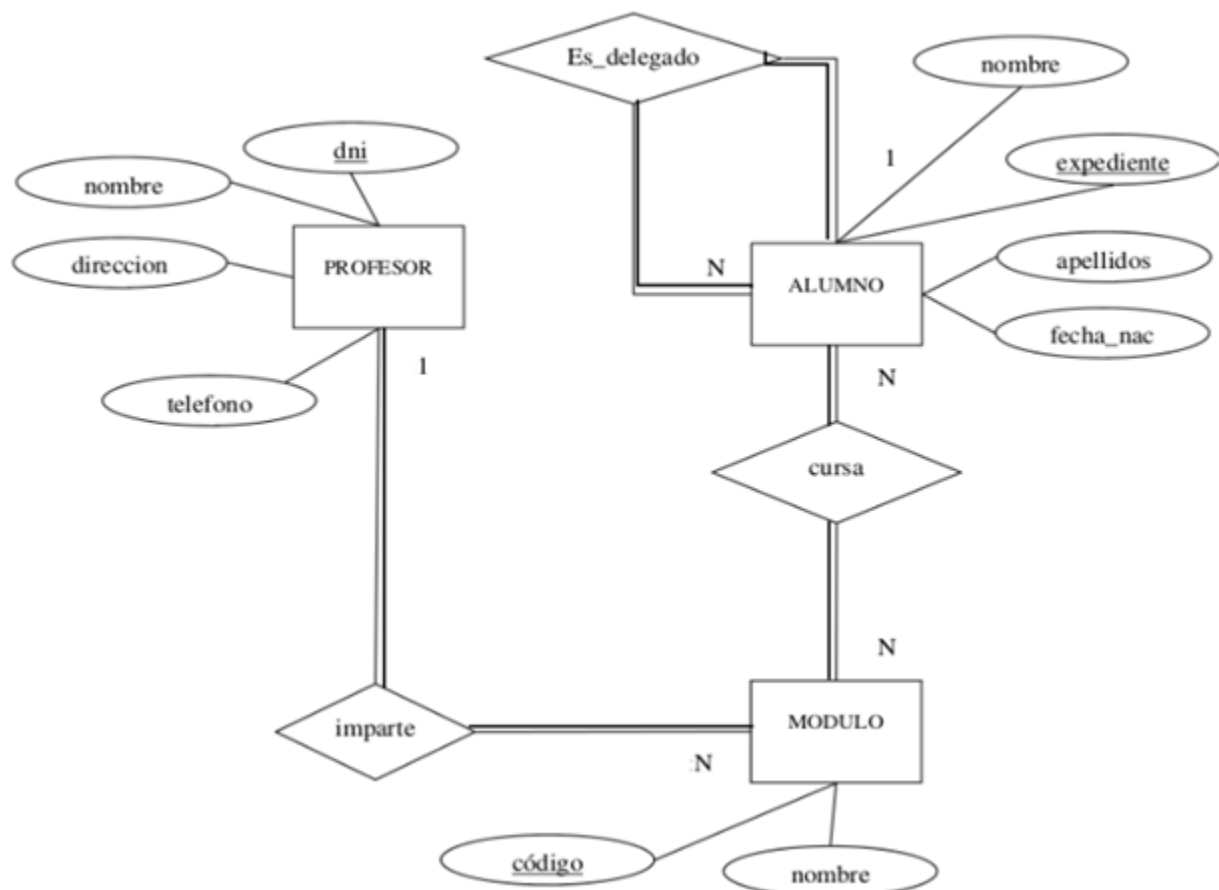 Es_delegado
nombre
dni
1
expediente
nombre
direccion
PROFESOR
N
ALUMNO
apellidos
fecha_nac
1
N
telefono
cursa
N
imparte
MODULO
:N
código
nombre